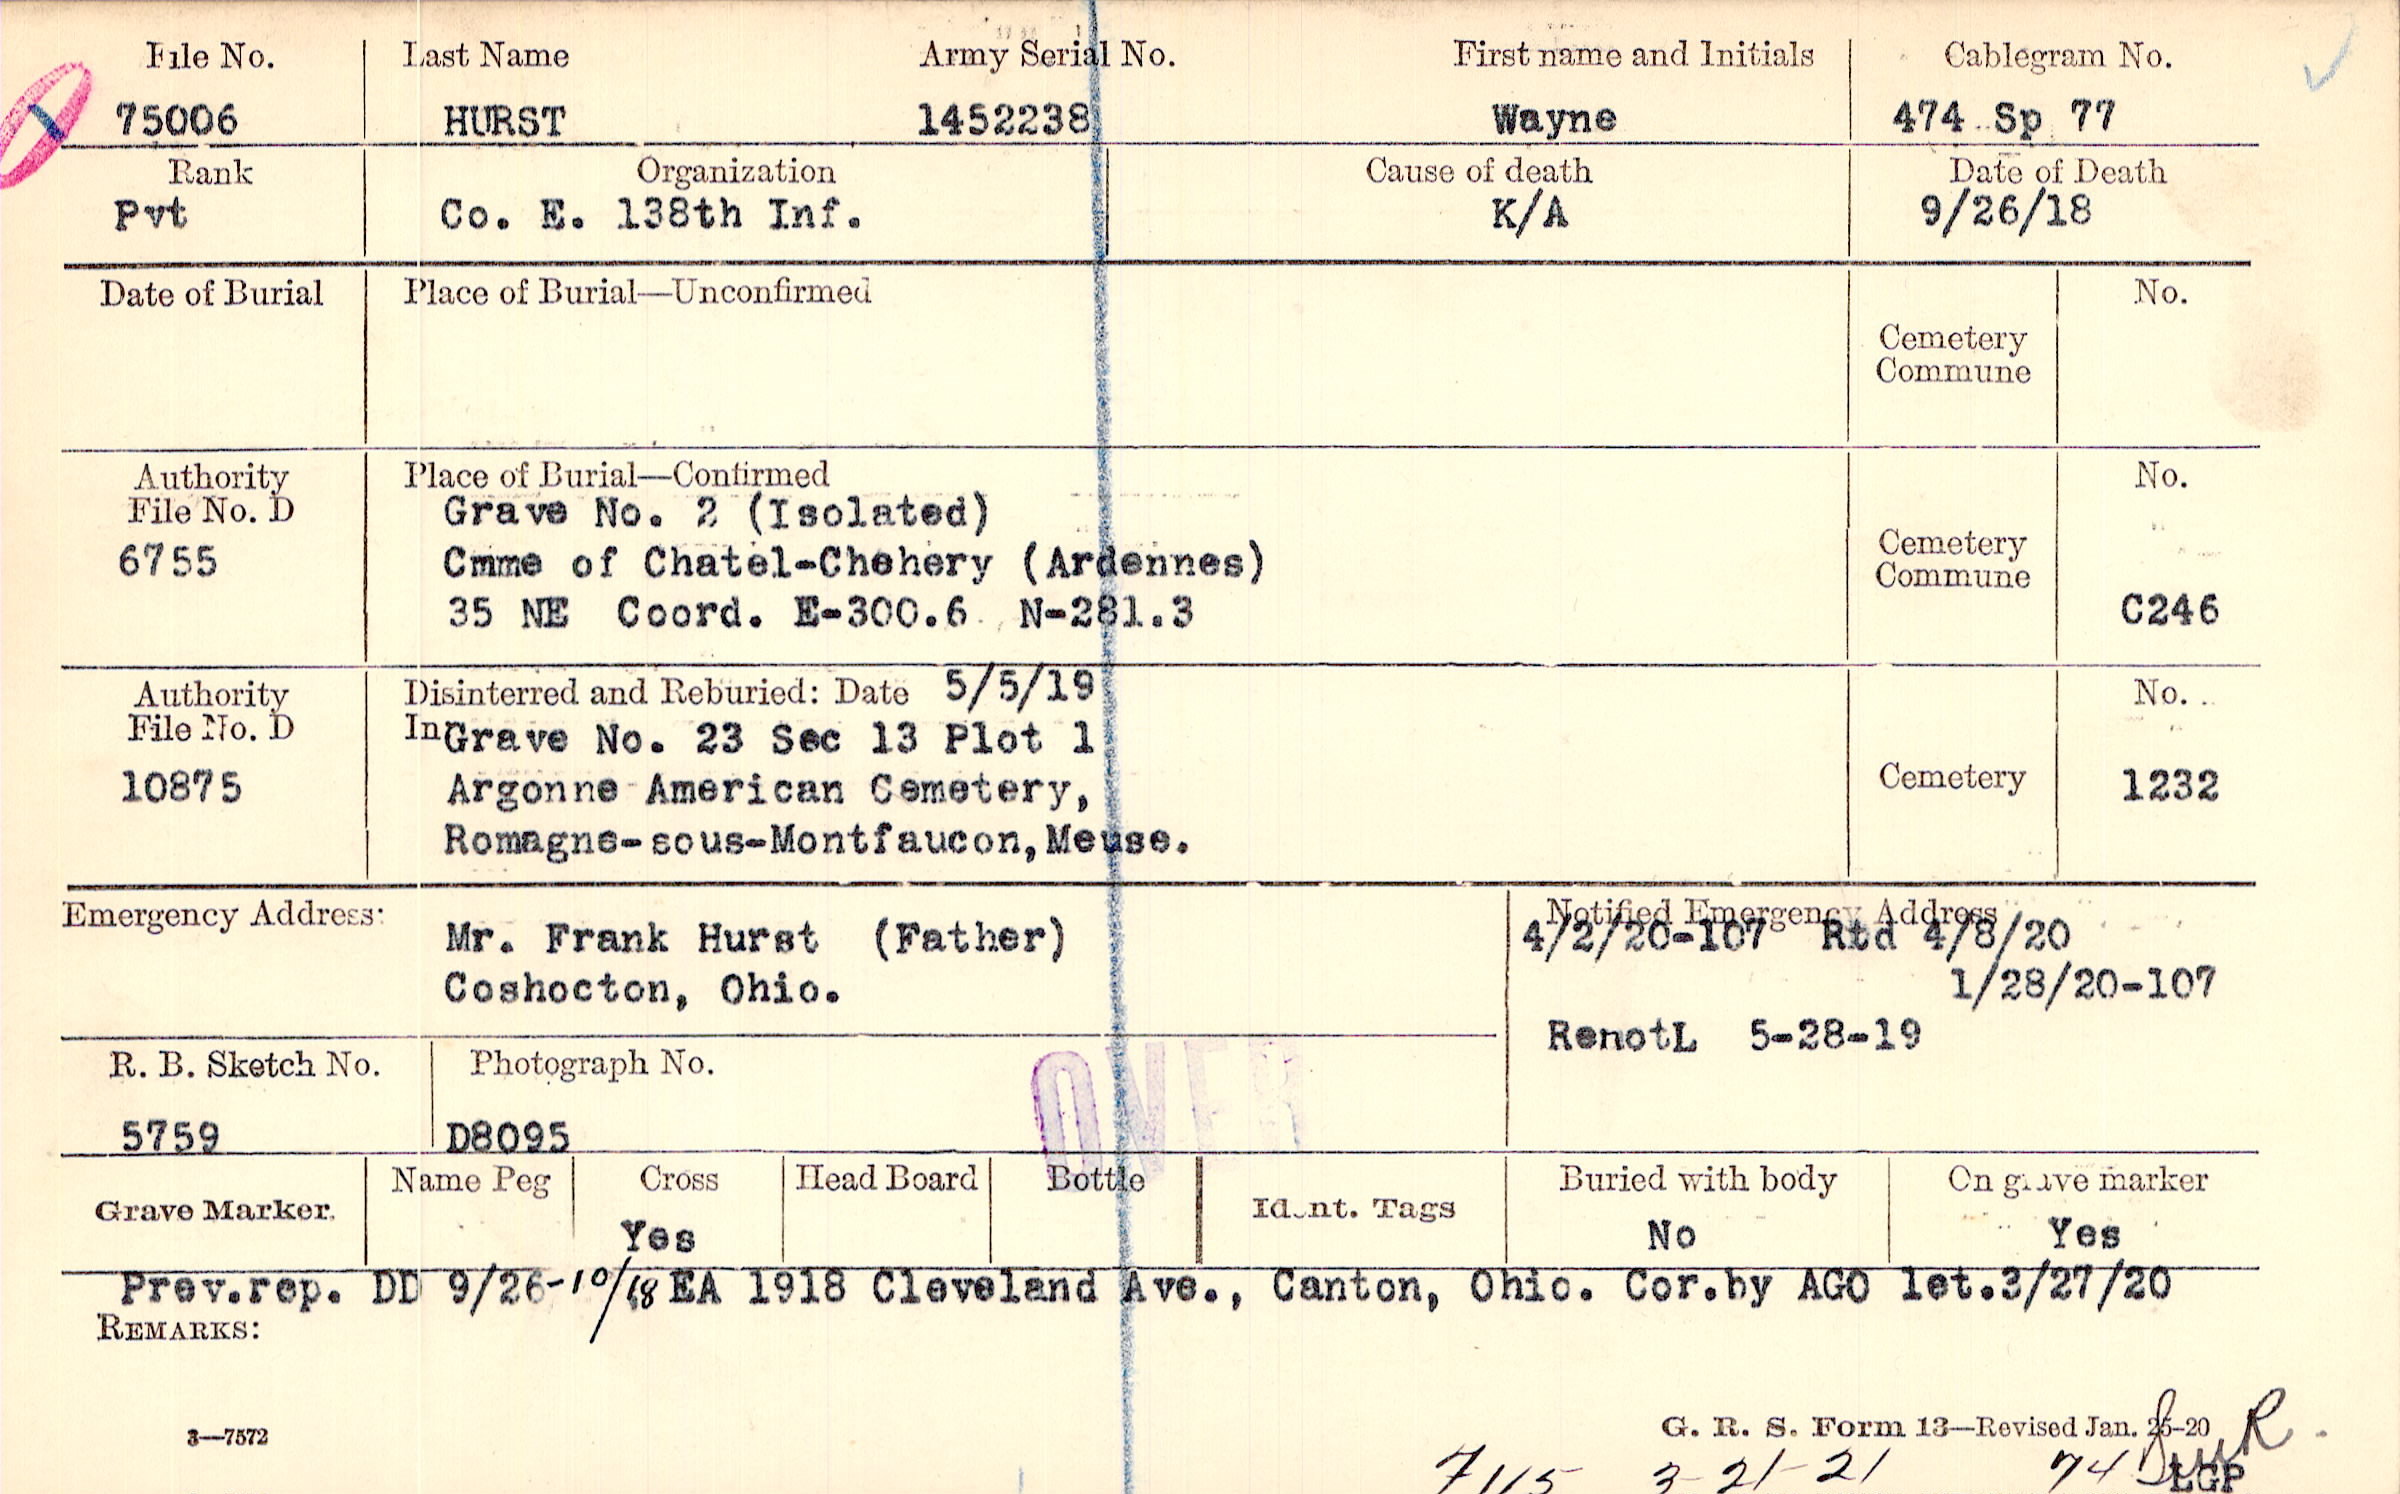 File No. Last Name Army Serial No. First name and Initials Cablegram No.
75006 HURST 1452238 Wayne 474 Sp 77
Rank Organization Cause of death Date of Death
Pvt Co. E. 138th Inf. K/A 9/26/18
Date of Burial Place of Burial—Unconfirmed No.
Cemetery
Commune
Authority Place of Burial—Confirmed No.
File No. D Grave No. 2 (Isolated)
6755 Cmme of Chatel-Chehery (Ardennes) Cemetery
Commune
35 NE Coord. E-300.6 N-281.3 C246
Authority Disinterred and Reburied: Date 5/5/19 No.
File No. D In Grave No. 23 Sec 13 Plot 1
10875 Argonne American Cemetery, Cemetery 1232
Romagne-sous-Montfaucon, Meuse.
Emergency Address: Notified Emergency Address
Mr. Frank Hurst (Father) 4/2/20-107 Rtd 4/8/20
Coshocton, Ohio. 1/28/20-107
RenotL 5-28-19
R. B. Sketch No. Photograph No. OVER
5759 D8095
Grave Marker. Name Peg Cross Head Board Bottle Ident. Tags Buried with body On grave marker
Yes No Yes
Prev.rep. DD 9/26-10/18 EA 1918 Cleveland Ave., Canton, Ohio. Cor.by AGO let.3/27/20
REMARKS:
3—7572 G. R. S. Form 13—Revised Jan. 25-20
7115 3-21-21 74 LGP